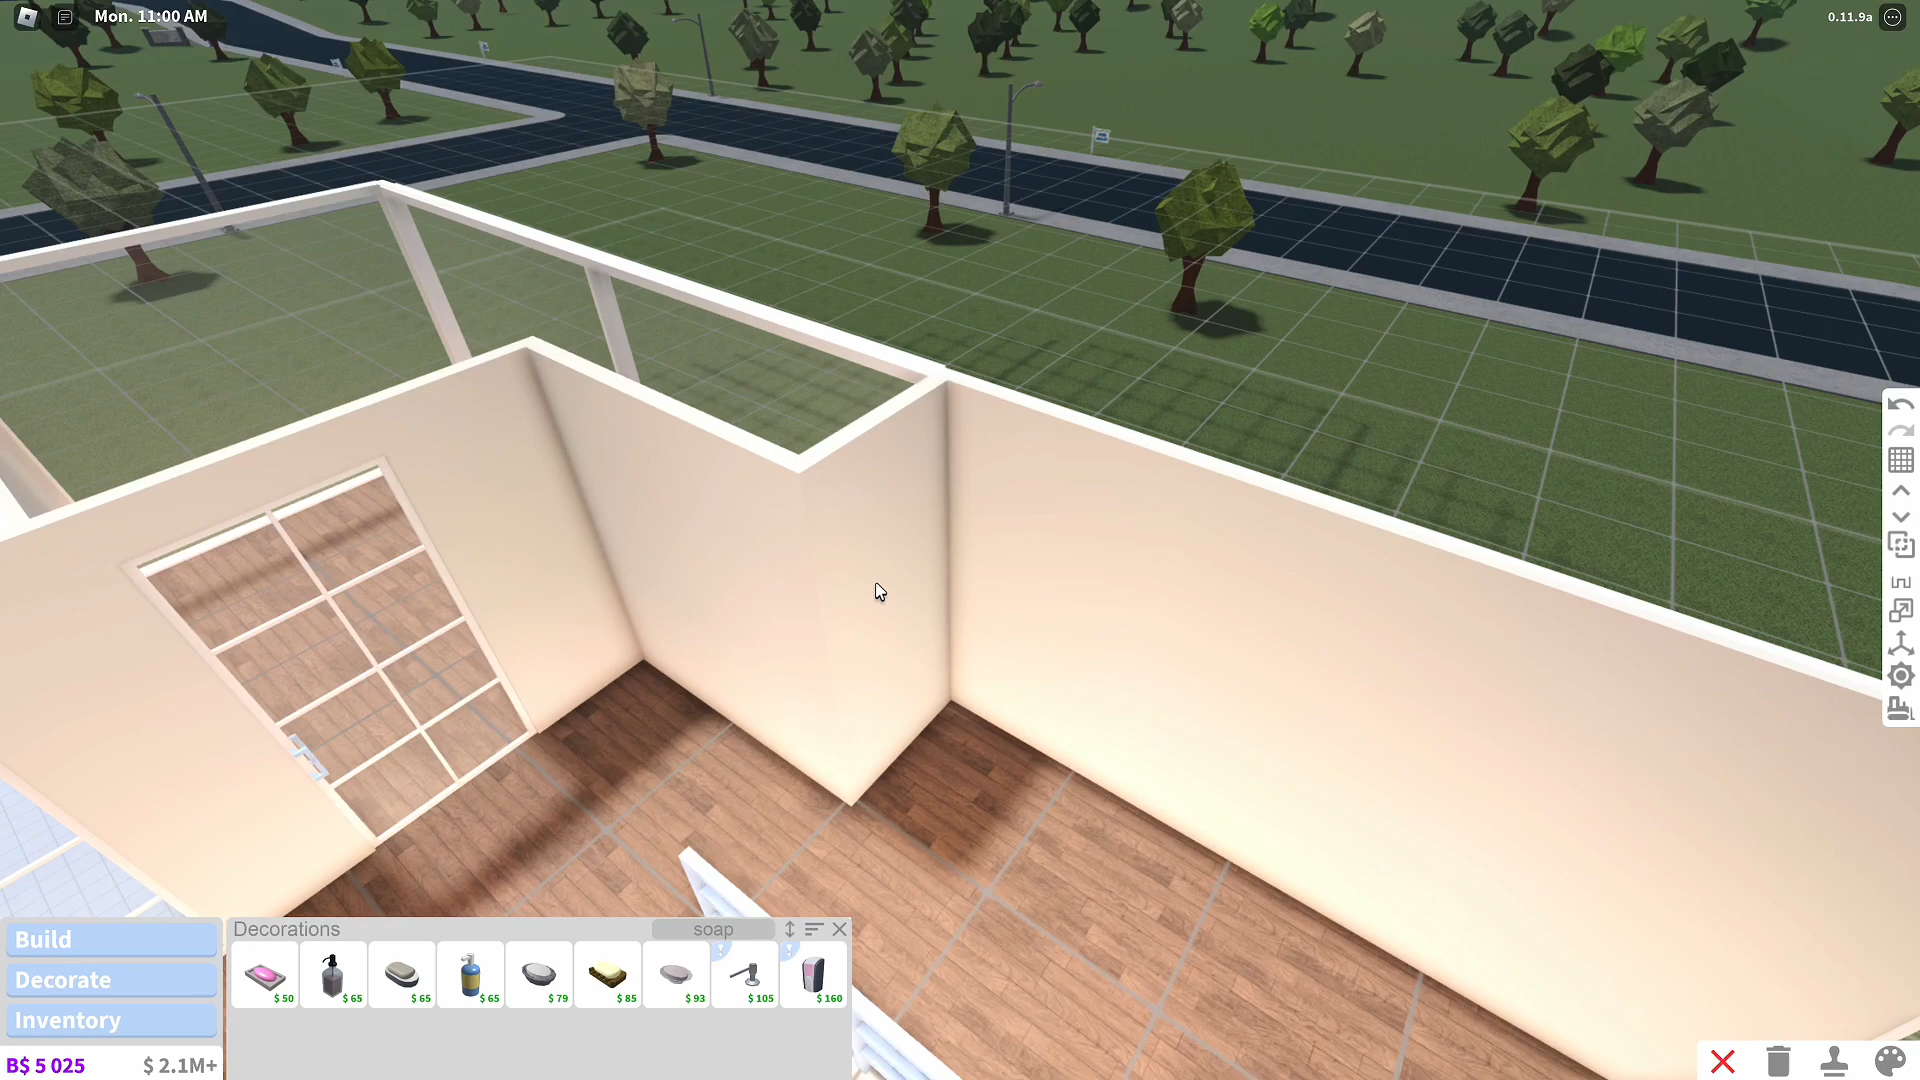 Mon. 11:00 AM
0.11.9a
Build
Decorate
Inventory
B$ 5 025
$ 2.1M+
Decorations
soap
$ 50
$ 65
$ 65
$ 65
$ 79
$ 85
$ 93
$ 105
$ 160